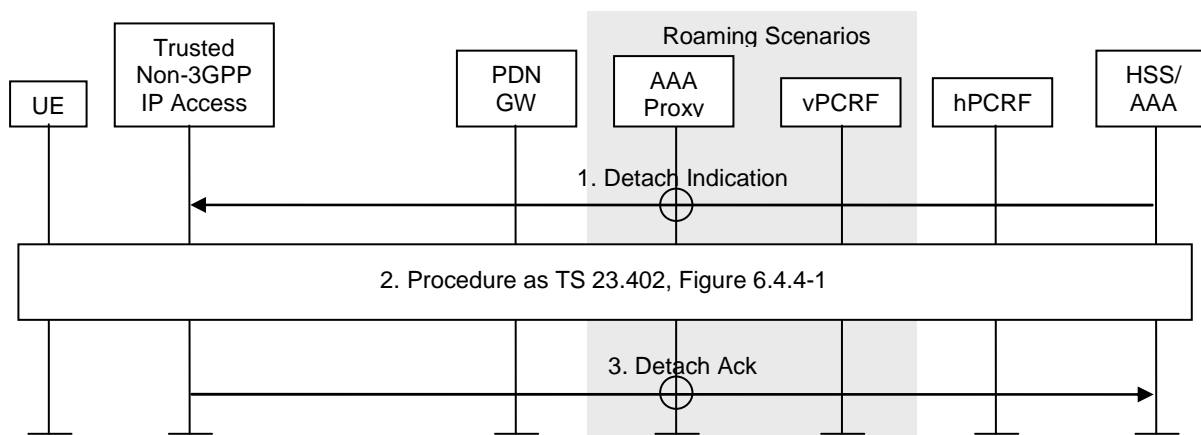 Roaming Scenarios
UE
Trusted
Non-3GPP
IP Access
PDN
GW
AAA
Proxy
vPCRF
hPCRF
HSS/
AAA
1. Detach Indication
2. Procedure as TS 23.402, Figure 6.4.4-1
3. Detach Ack